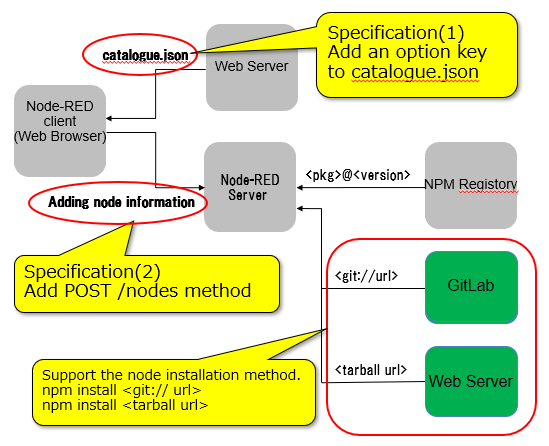 catalogue.json
Specification(1)
Add an option key
to catalogue.json
Web Server
Node-RED
client
(Web Browser)
Node-RED
Server
<pkg>@<version>
NPM Registory
Adding node information
Specification(2)
Add POST /nodes method
<git://url>
GitLab
<tarball url>
Web Server
Support the node installation method.
npm install <git:// url>
npm install <tarball url>